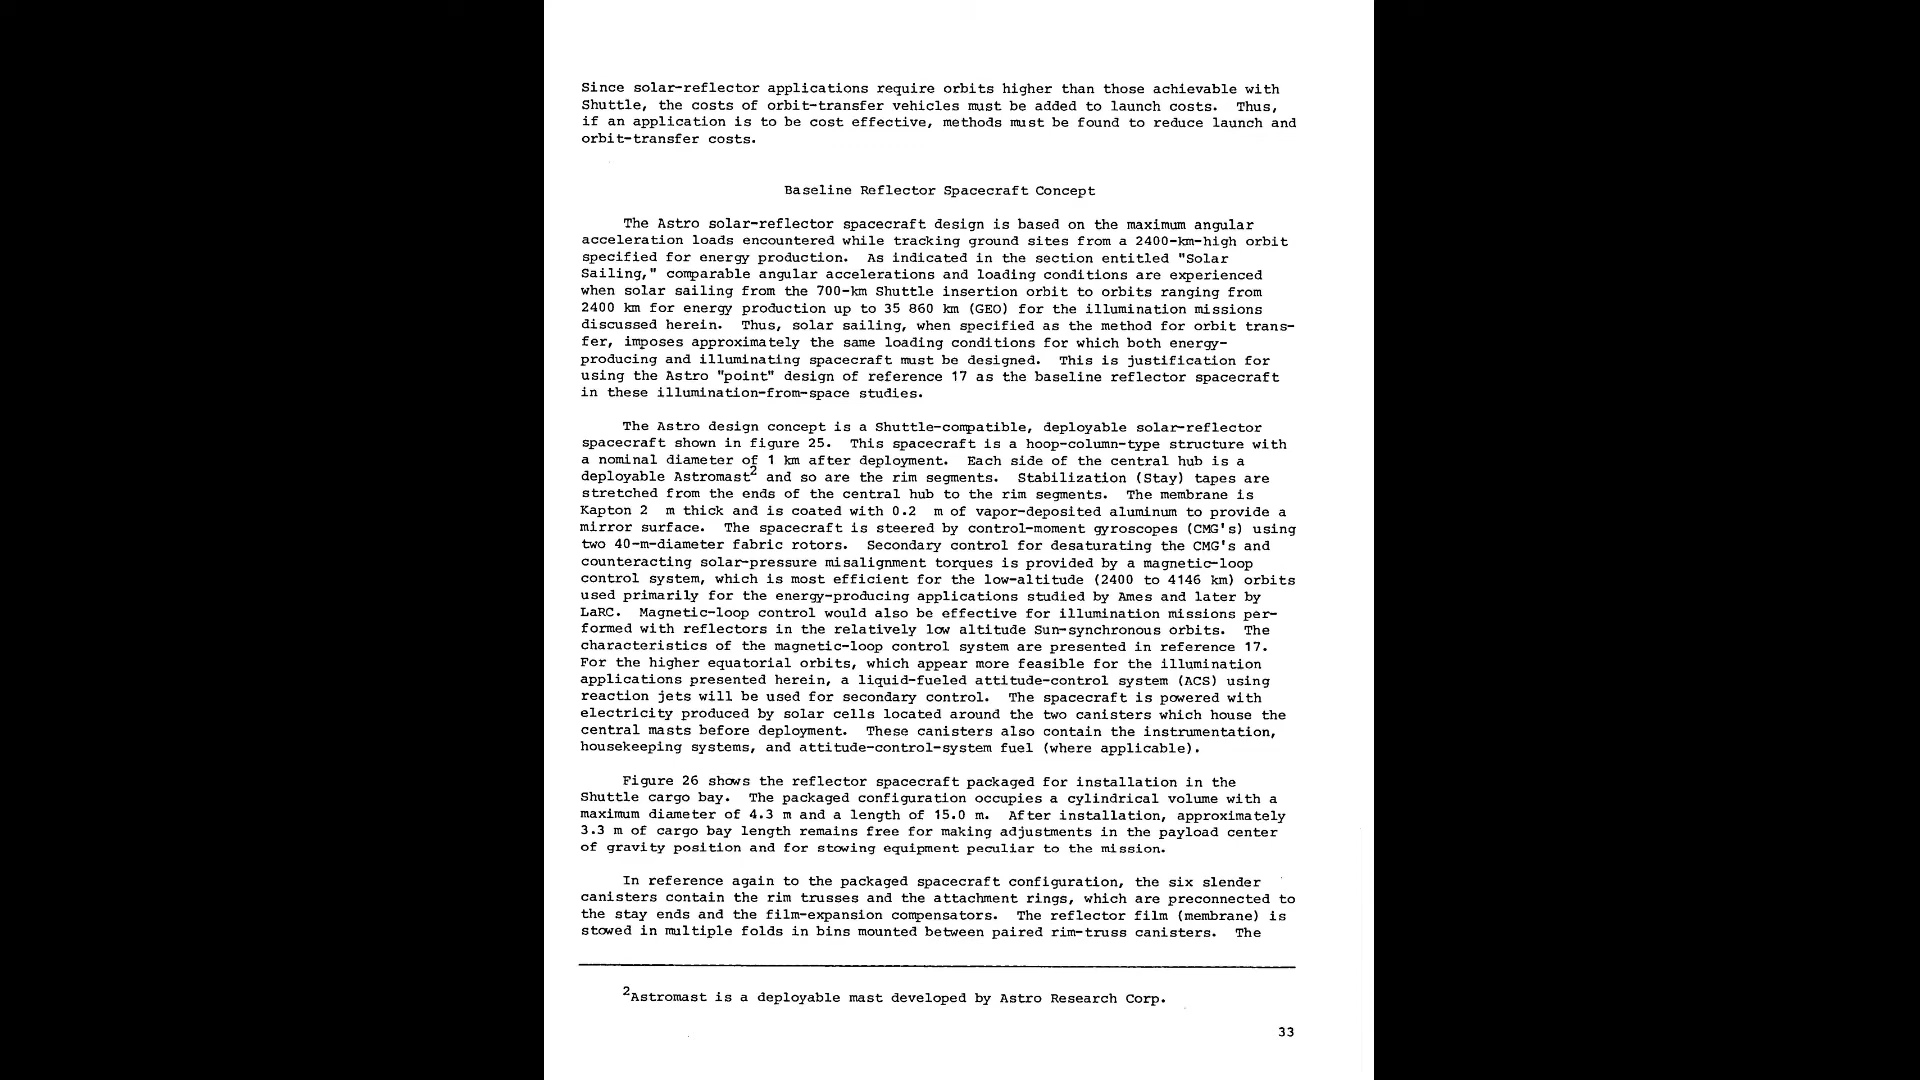 Since solar-reflector applications require orbits higher than those achievable with
Shuttle, the costs of orbit-transfer vehicles must be added to launch costs. Thus,
if an application is to be cost effective, methods must be found to reduce launch and
orbit-transfer costs.
Baseline Reflector Spacecraft Concept
The Astro solar-reflector spacecraft design is based on the maximum angular
acceleration loads encountered while tracking ground sites from a 2400-km-high orbit
specified for energy production. As indicated in the section entitled "Solar
Sailing," comparable angular accelerations and loading conditions are experienced
when solar sailing from the 700-km Shuttle insertion orbit to orbits ranging from
2400 km for energy production up to 35 860 km (GEO) for the illumination missions
discussed herein. Thus, solar sailing, when specified as the method for orbit trans-
fer, imposes approximately the same loading conditions for which both energy-
producing and illuminating spacecraft must be designed. This is justification for
using the Astro "point" design of reference 17 as the baseline reflector spacecraft
in these illumination-from-space studies.
The Astro design concept is a Shuttle-compatible, deployable solar-reflector
spacecraft shown in figure 25. This spacecraft is a hoop-column-type structure with
a nominal diameter of 1 km after deployment. Each side of the central hub is a
deployable Astromast2 and so are the rim segments. Stabilization (Stay) tapes are
stretched from the ends of the central hub to the rim segments. The membrane is
Kapton 2 m thick and is coated with 0.2 m of vapor-deposited aluminum to provide a
mirror surface. The spacecraft is steered by control-moment gyroscopes (CMG's) using
two 40-m-diameter fabric rotors. Secondary control for desaturating the CMG's and
counteracting solar-pressure misalignment torques is provided by a magnetic-loop
control system, which is most efficient for the low-altitude (2400 to 4146 km) orbits
used primarily for the energy-producing applications studied by Ames and later by
LaRC. Magnetic-loop control would also be effective for illumination missions per-
formed with reflectors in the relatively low altitude Sun-synchronous orbits. The
characteristics of the magnetic-loop control system are presented in reference 17.
For the higher equatorial orbits, which appear more feasible for the illumination
applications presented herein, a liquid-fueled attitude-control system (ACS) using
reaction jets will be used for secondary control. The spacecraft is powered with
electricity produced by solar cells located around the two canisters which house the
central masts before deployment. These canisters also contain the instrumentation,
housekeeping systems, and attitude-control-system fuel (where applicable).
Figure 26 shows the reflector spacecraft packaged for installation in the
Shuttle cargo bay. The packaged configuration occupies a cylindrical volume with a
maximum diameter of 4.3 m and a length of 15.0 m. After installation, approximately
3.3 m of cargo bay length remains free for making adjustments in the payload center
of gravity position and for stowing equipment peculiar to the mission.
In reference again to the packaged spacecraft configuration, the six slender
canisters contain the rim trusses and the attachment rings, which are preconnected to
the stay ends and the film-expansion compensators. The reflector film (membrane) is
stowed in multiple folds in bins mounted between paired rim-truss canisters. The
2Astromast is a deployable mast developed by Astro Research Corp.
33